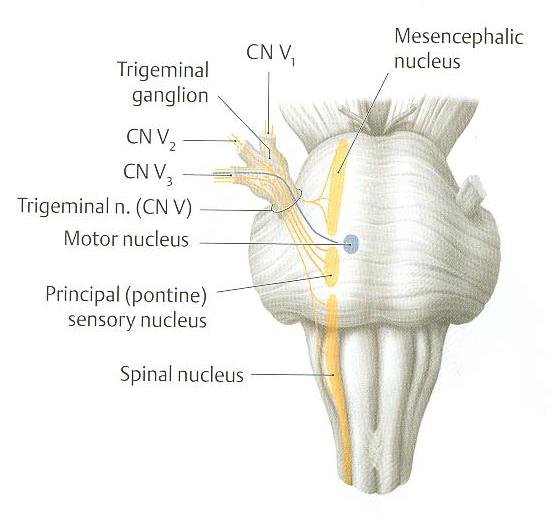 Mesencephalic
nucleus
CN V₁
Trigeminal
ganglion
CN V₂
CN V₃
Trigeminal n. (CN V)
Motor nucleus
Principal (pontine)
sensory nucleus
Spinal nucleus